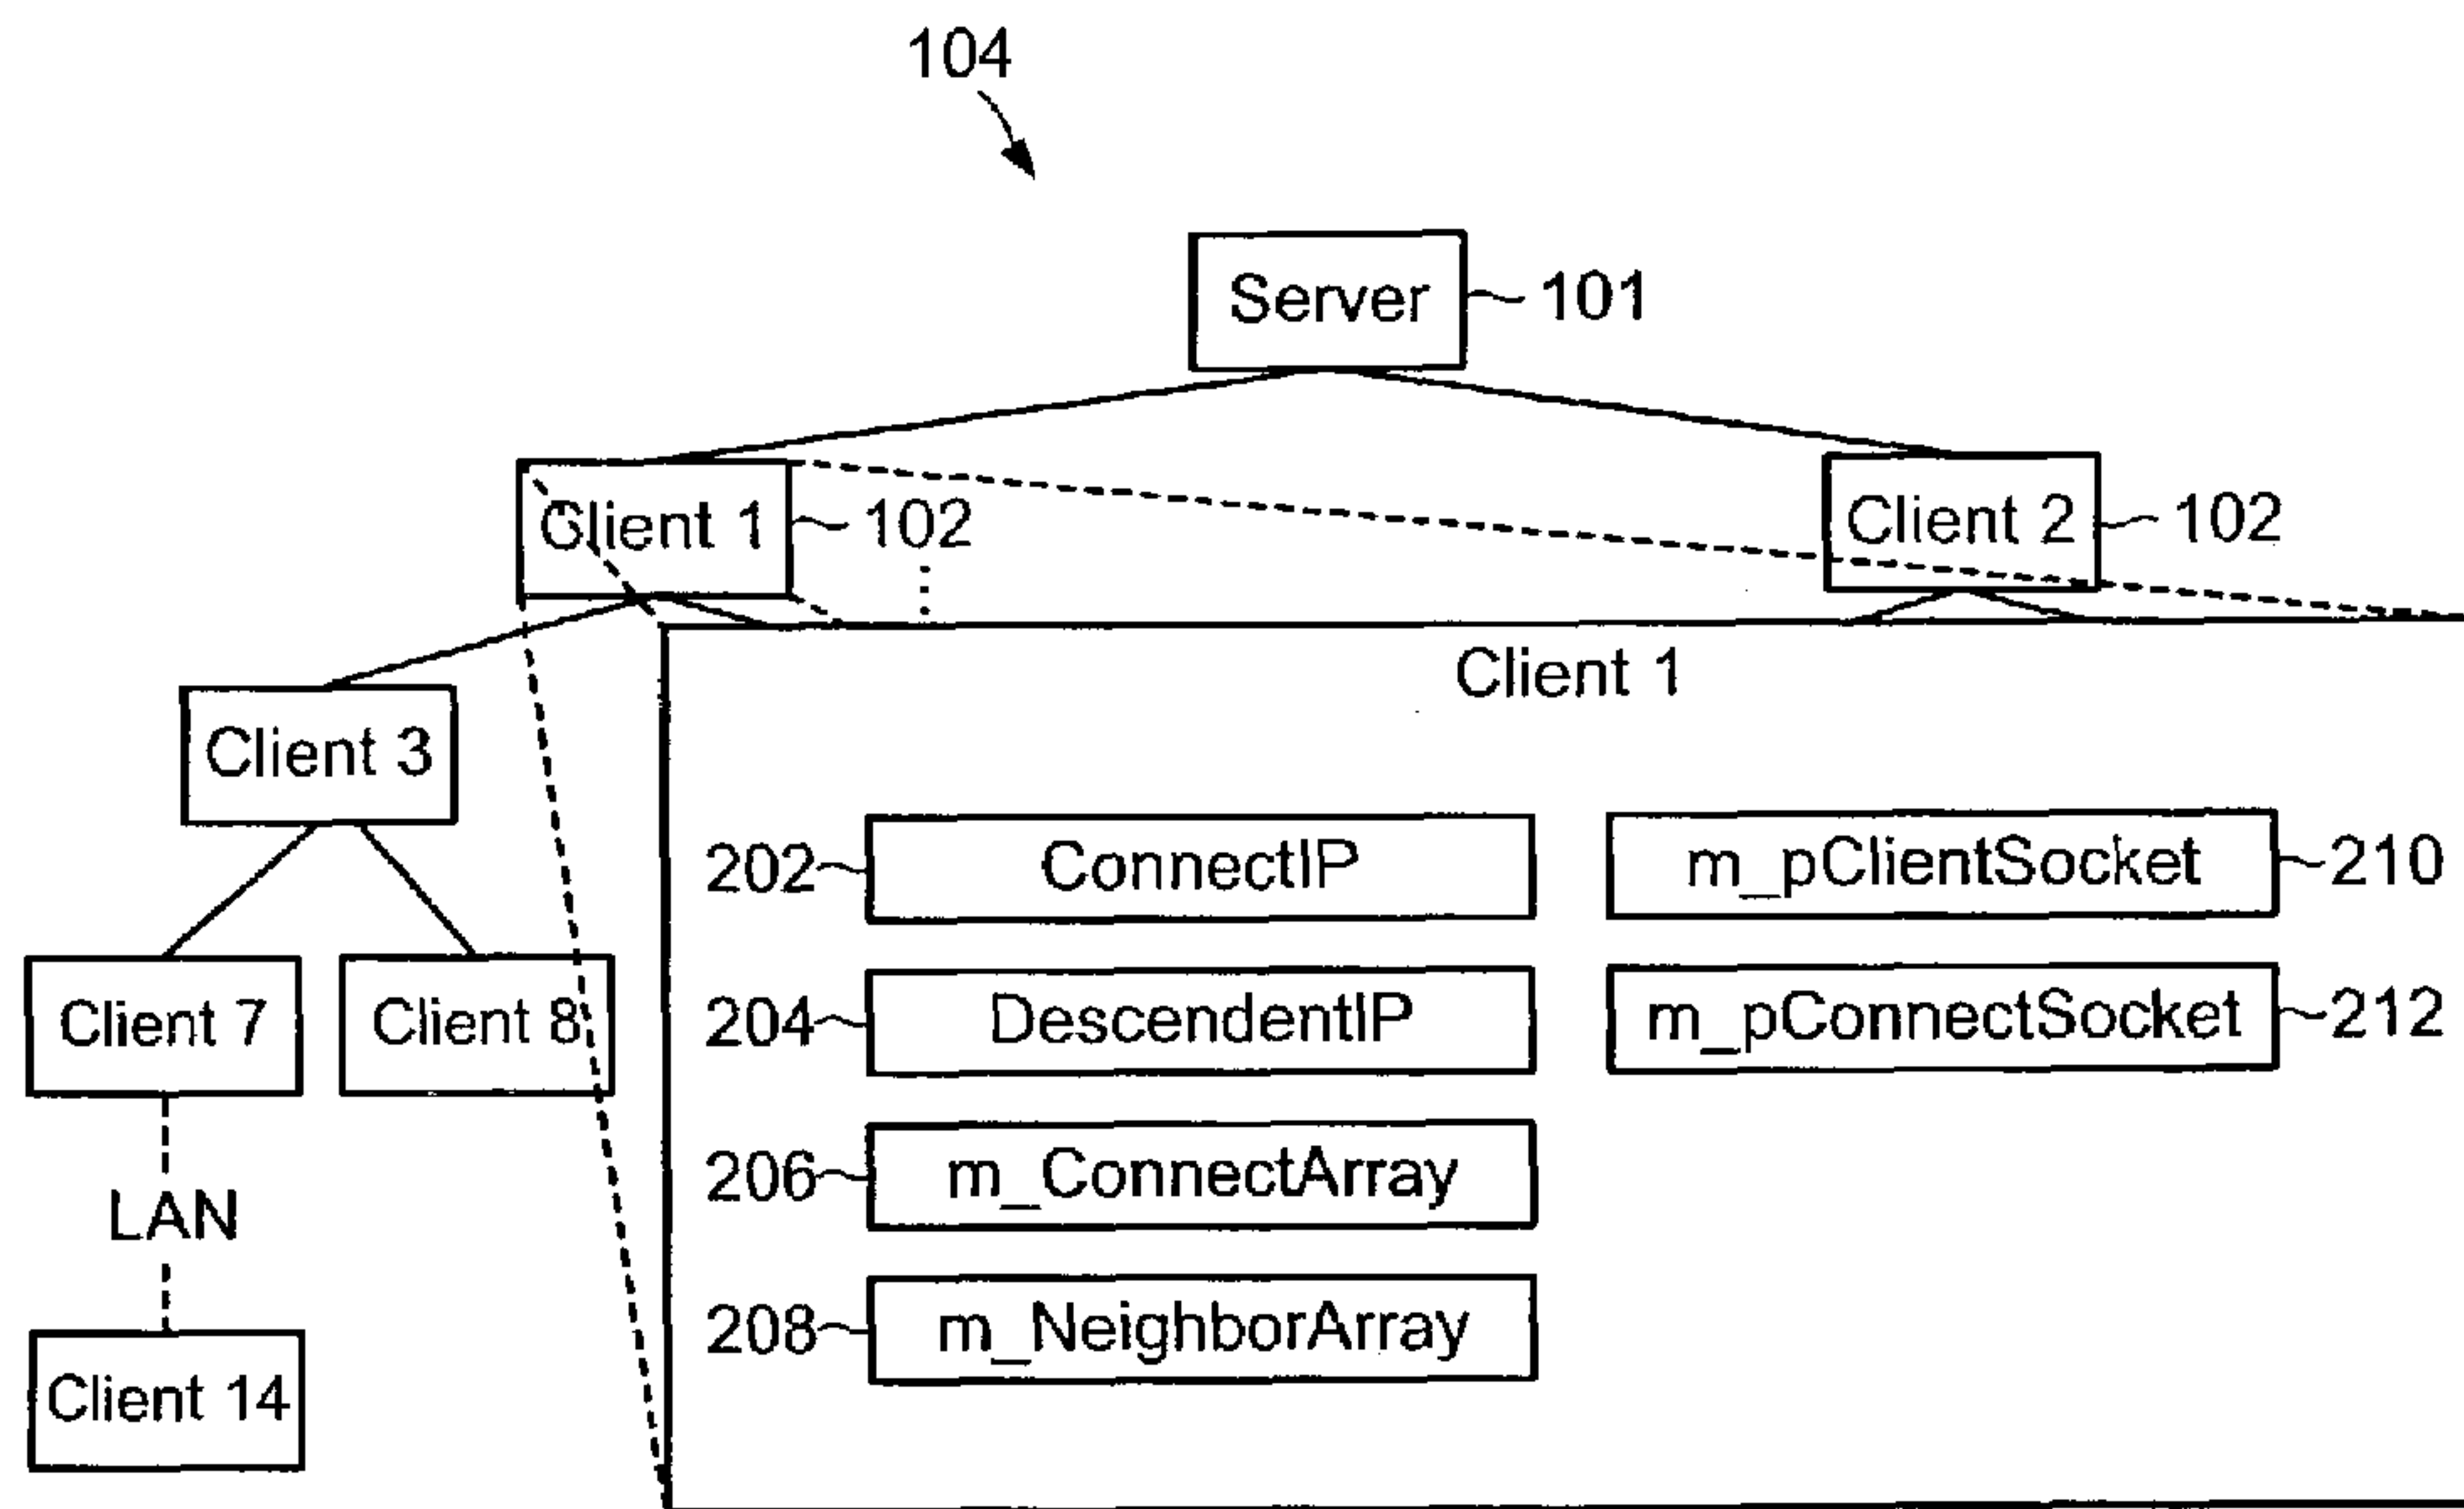 104
Server 101
Client 1 102
Client 2 102
Client 1
Client 3
202 ConnectIP
m_pClientSocket 210
Client 7
Client 8
204 DescendentIP
m_pConnectSocket 212
206 m_ConnectArray
LAN
208 m_NeighborArray
Client 14